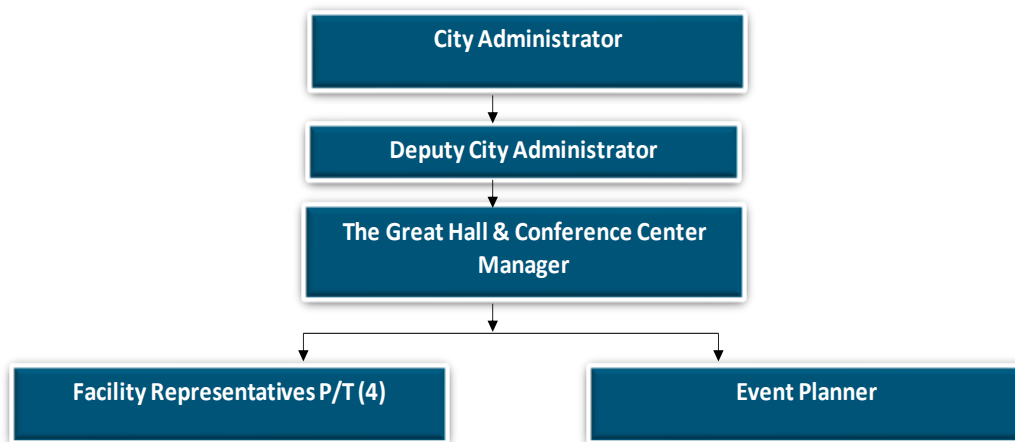 City Administrator
Deputy City Administrator
The Great Hall & Conference Center
Manager
Facility Representatives P/T (4)
Event Planner